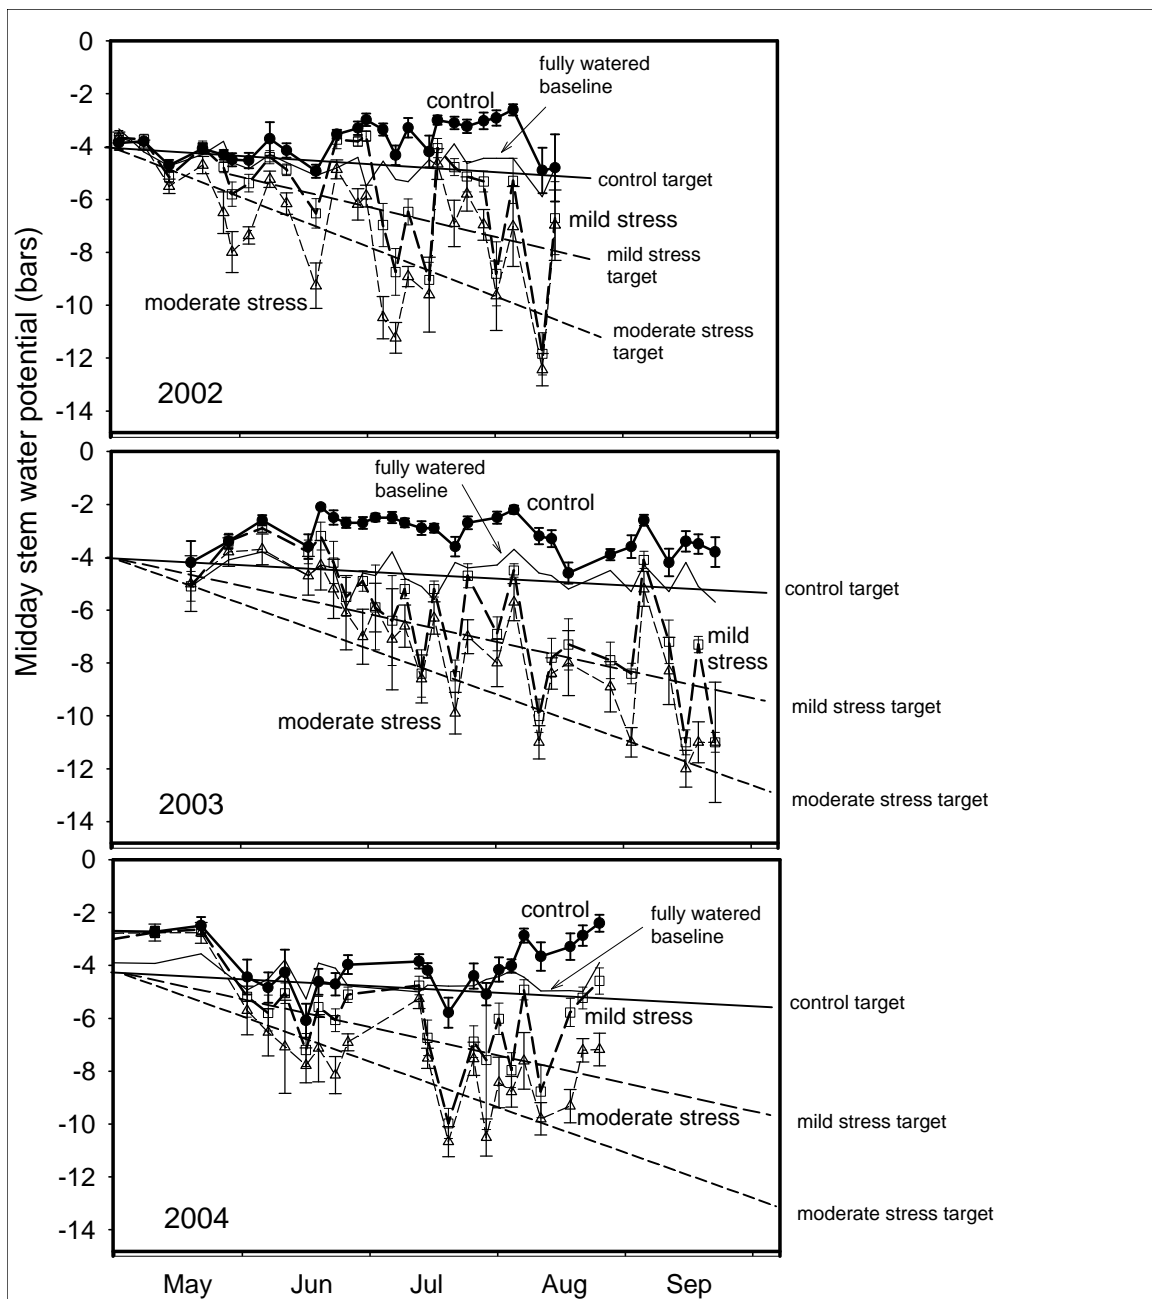 Midday stem water potential (bars)
0
-2
-4
-6
-8
-10
-12
-14
fully watered
baseline
control
control target
mild stress
mild stress
target
moderate stress
moderate stress
target
2002
0
-2
-4
-6
-8
-10
-12
-14
fully watered
baseline
control
control target
mild
stress
mild stress target
moderate stress
moderate stress target
2003
0
-2
-4
-6
-8
-10
-12
-14
control
fully watered
baseline
control target
mild stress
moderate stress
mild stress target
moderate stress target
2004
May Jun Jul Aug Sep